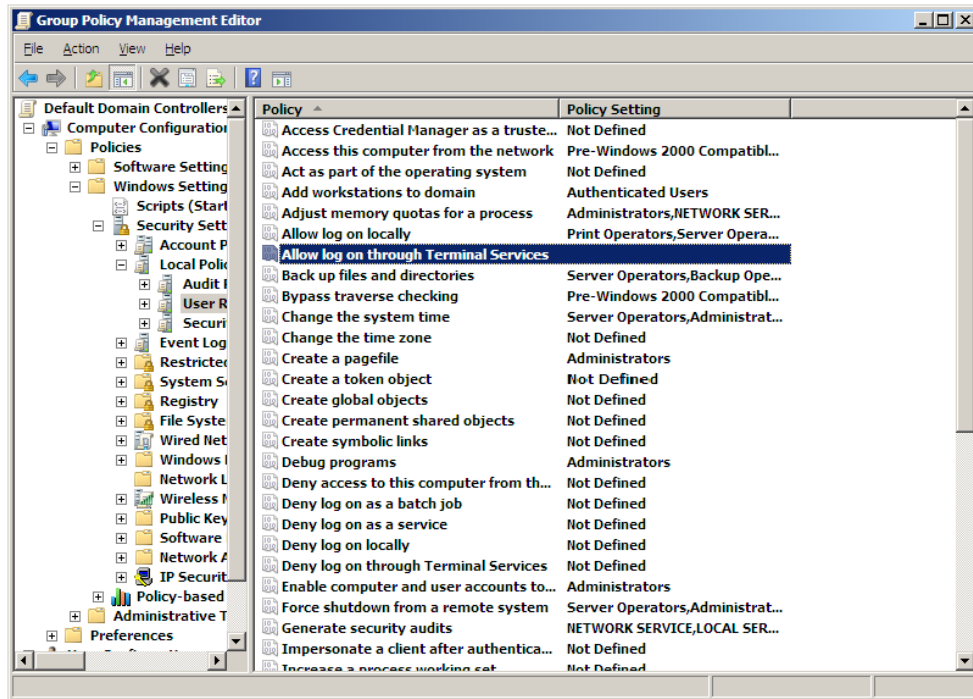 Group Policy Management Editor
File Action View Help
Default Domain Controllers
Computer Configuration
Policies
Software Setting
Windows Setting
Scripts (Start
Security Sett
Account P
Local Polic
Audit
User R
Securi
Event Log
Restricted
System Se
Registry
File Syste
Wired Net
Windows
Network L
Wireless
Public Key
Software
Network A
IP Securit
Policy-based
Administrative T
Preferences
Policy Policy Setting
Access Credential Manager as a truste... Not Defined
Access this computer from the network Pre-Windows 2000 Compatibl...
Act as part of the operating system Not Defined
Add workstations to domain Authenticated Users
Adjust memory quotas for a process Administrators,NETWORK SER...
Allow log on locally Print Operators,Server Opera...
Allow log on through Terminal Services
Back up files and directories Server Operators,Backup Ope...
Bypass traverse checking Pre-Windows 2000 Compatibl...
Change the system time Server Operators,Administrat...
Change the time zone Not Defined
Create a pagefile Administrators
Create a token object Not Defined
Create global objects Not Defined
Create permanent shared objects Not Defined
Create symbolic links Not Defined
Debug programs Administrators
Deny access to this computer from th... Not Defined
Deny log on as a batch job Not Defined
Deny log on as a service Not Defined
Deny log on locally Not Defined
Deny log on through Terminal Services Not Defined
Enable computer and user accounts to... Administrators
Force shutdown from a remote system Server Operators,Administrat...
Generate security audits NETWORK SERVICE,LOCAL SER...
Impersonate a client after authentica... Not Defined
Increase a process working set Not Defined